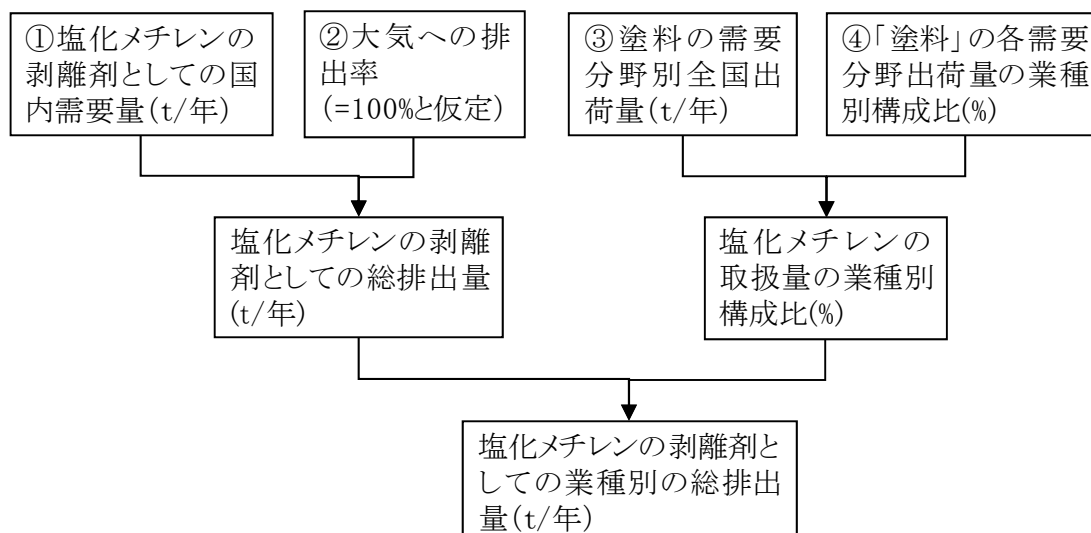 ①塩化メチレンの
剥離剤としての国
内需要量(t/年)
②大気への排
出率
(=100%と仮定)
③塗料の需要
分野別全国出
荷量(t/年)
④「塗料」の各需要
分野出荷量の業種
別構成比(%)
塩化メチレンの剥離
剤としての総排出量
(t/年)
塩化メチレンの
取扱量の業種別
構成比(%)
塩化メチレンの剥離剤と
しての業種別の総排出
量(t/年)